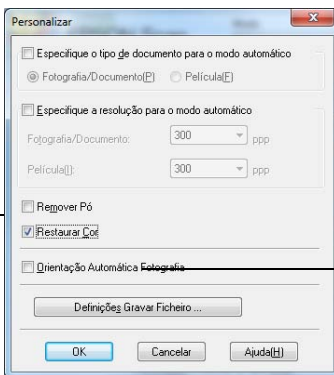 Personalizar
Especifique o tipo de documento para o modo automático
Fotografia/Documento(P) Película(F)
Especifique a resolução para o modo automático
Fotografia/Documento: 300 ppp
Película(I): 300 ppp
Remover Pó
Restaurar Cor
Orientação Automática Fotografia
Definições Gravar Ficheiro ...
OK Cancelar Ajuda(H)